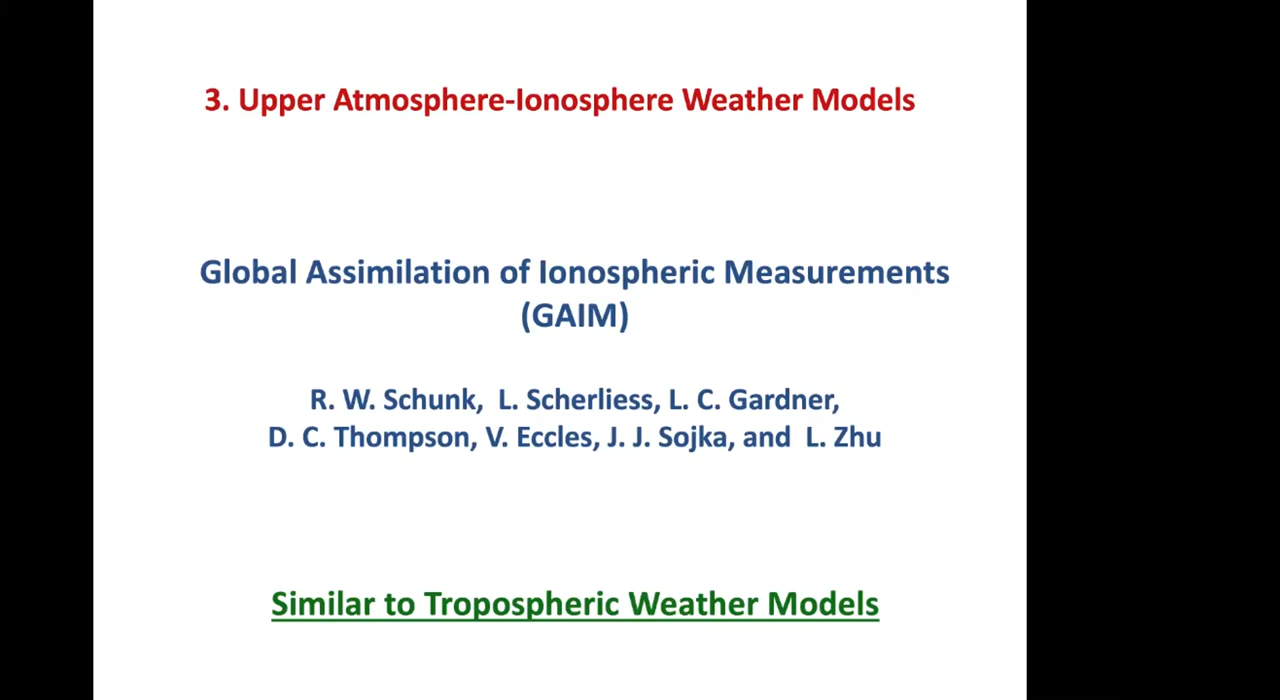 3. Upper Atmosphere-Ionosphere Weather Models
Global Assimilation of Ionospheric Measurements
(GAIM)
R. W. Schunk, L. Scherliess, L. C. Gardner,
D. C. Thompson, V. Eccles, J. J. Sojka, and L. Zhu
Similar to Tropospheric Weather Models